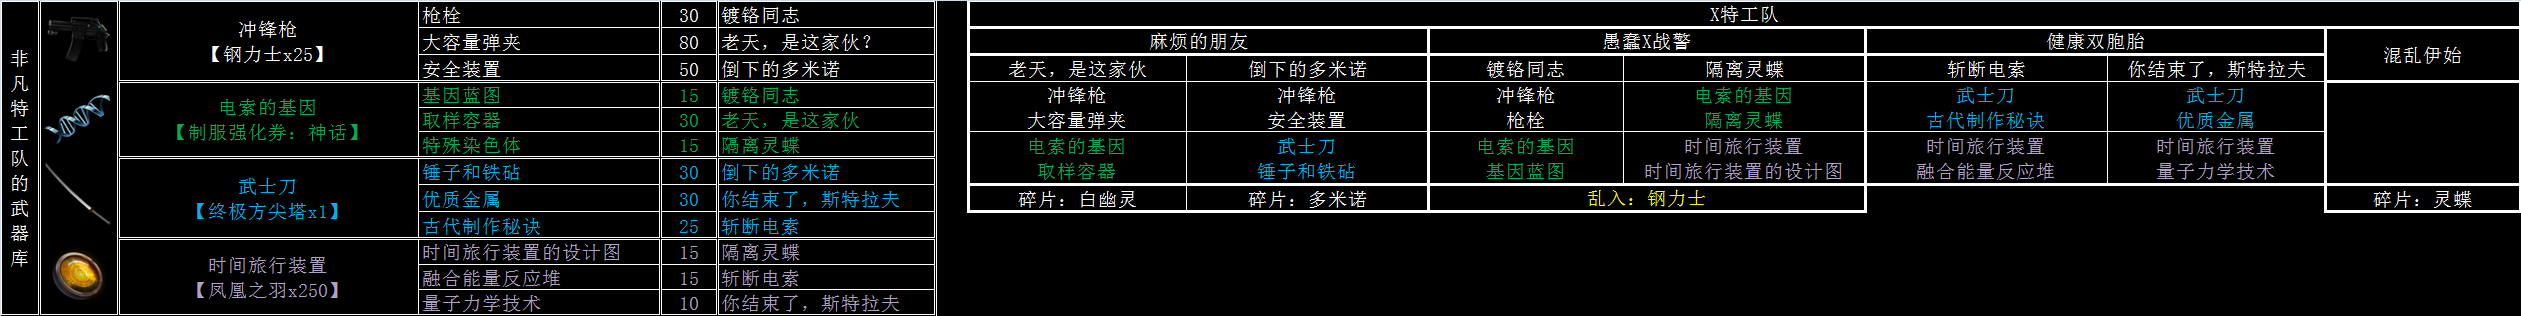 非凡特工队的武器库
冲锋枪
【钢力士x25】
枪栓 30 镀铬同志
大容量弹夹 80 老天，是这家伙？
安全装置 50 倒下的多米诺
电索的基因
【制服强化券：神话】
基因蓝图 15 镀铬同志
取样容器 30 老天，是这家伙
特殊染色体 15 隔离灵蝶
武士刀
【终极方尖塔x1】
锤子和铁砧 30 倒下的多米诺
优质金属 30 你结束了，斯特拉夫
古代制作秘诀 25 斩断电索
时间旅行装置
【凤凰之羽x250】
时间旅行装置的设计图 15 隔离灵蝶
融合能量反应堆 15 斩断电索
量子力学技术 10 你结束了，斯特拉夫
X特工队
麻烦的朋友 愚蠢X战警 健康双胞胎 混乱伊始
老天，是这家伙 倒下的多米诺 镀铬同志 隔离灵蝶 斩断电索 你结束了，斯特拉夫
冲锋枪 冲锋枪 冲锋枪 电索的基因 武士刀 武士刀
大容量弹夹 安全装置 枪栓 隔离灵蝶 古代制作秘诀 优质金属
电索的基因 武士刀 电索的基因 时间旅行装置 时间旅行装置 时间旅行装置
取样容器 锤子和铁砧 基因蓝图 时间旅行装置的设计图 融合能量反应堆 量子力学技术
碎片：白幽灵 碎片：多米诺 乱入：钢力士 碎片：灵蝶